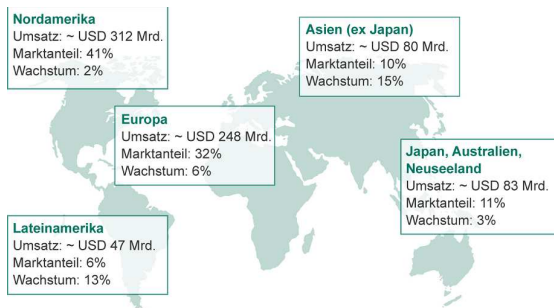 Nordamerika
Umsatz: ~ USD 312 Mrd.
Marktanteil: 41%
Wachstum: 2%
Asien (ex Japan)
Umsatz: ~ USD 80 Mrd.
Marktanteil: 10%
Wachstum: 15%
Europa
Umsatz: ~ USD 248 Mrd.
Marktanteil: 32%
Wachstum: 6%
Japan, Australien,
Neuseeland
Umsatz: ~ USD 83 Mrd.
Marktanteil: 11%
Wachstum: 3%
Lateinamerika
Umsatz: ~ USD 47 Mrd.
Marktanteil: 6%
Wachstum: 13%